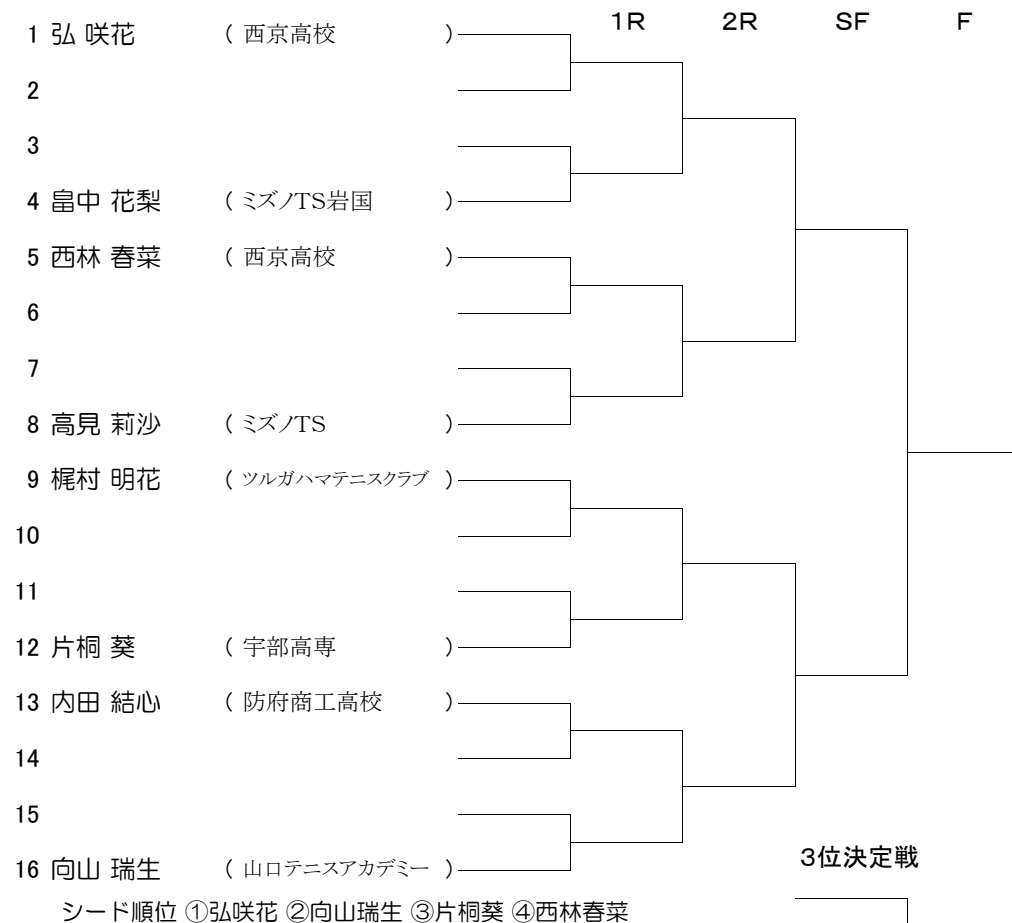 1R 2R SF F
1 弘 咲花 ( 西京高校 )
2
3
4 畠中 花梨 ( ミズノTS岩国 )
5 西林 春菜 ( 西京高校 )
6
7
8 高見 莉沙 ( ミズノTS )
9 梶村 明花 ( ツルガハマテニスクラブ )
10
11
12 片桐 葵 ( 宇部高専 )
13 内田 結心 ( 防府商工高校 )
14
15
16 向山 瑞生 ( 山口テニスアカデミー )
3位決定戦
シード順位 ①弘咲花 ②向山瑞生 ③片桐葵 ④西林春菜